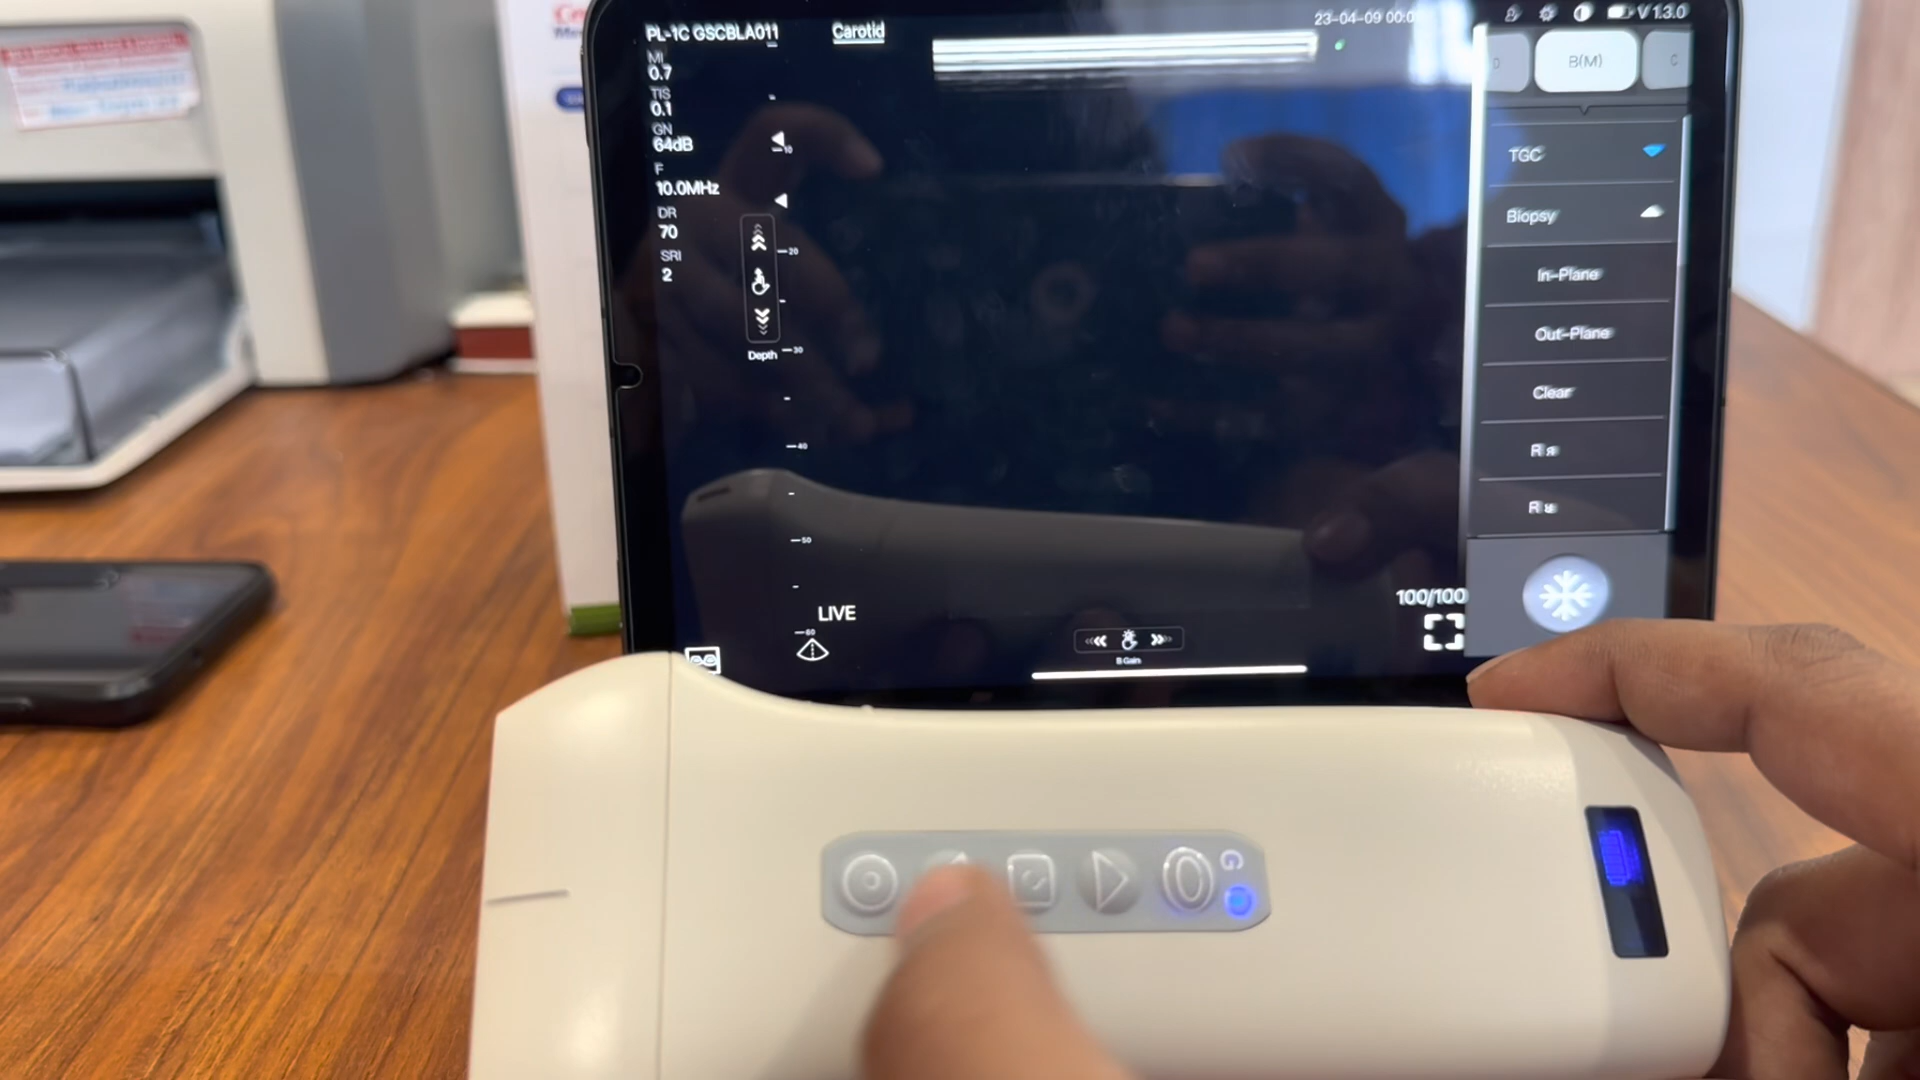 PL-1C GSCBLA011
Carotid
23-04-09 00:0
V 1.3.0
MI
0.7
TIS
0.1
GN
64dB
F
10.0MHz
DR
70
SRI
2
10
20
30
40
50
60
Depth
LIVE
B Gain
100/100
D
B(M)
C
TGC
Biopsy
In-Plane
Out-Plane
Clear
G